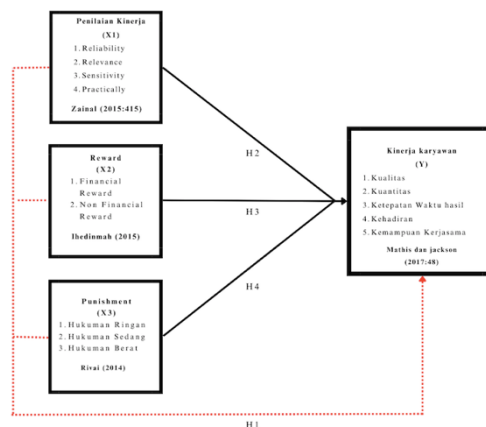 Penilaian Kinerja
(X1)
1. Reliability
2. Relevance
3. Sensitivity
4. Practically
Zainal (2015:415)
Reward
(X2)
1. Financial
Reward
2. Non Financial
Reward
Ihedinmah (2015)
Punishment
(X3)
1. Hukuman Ringan
2. Hukuman Sedang
3. Hukuman Berat
Rivai (2014)
H2
H3
H4
Kinerja karyawan
(Y)
1. Kualitas
2. Kuantitas
3. Ketepatan Waktu hasil
4. Kehadiran
5. Kemampuan Kerjasama
Mathis dan jackson
(2017:48)
H1